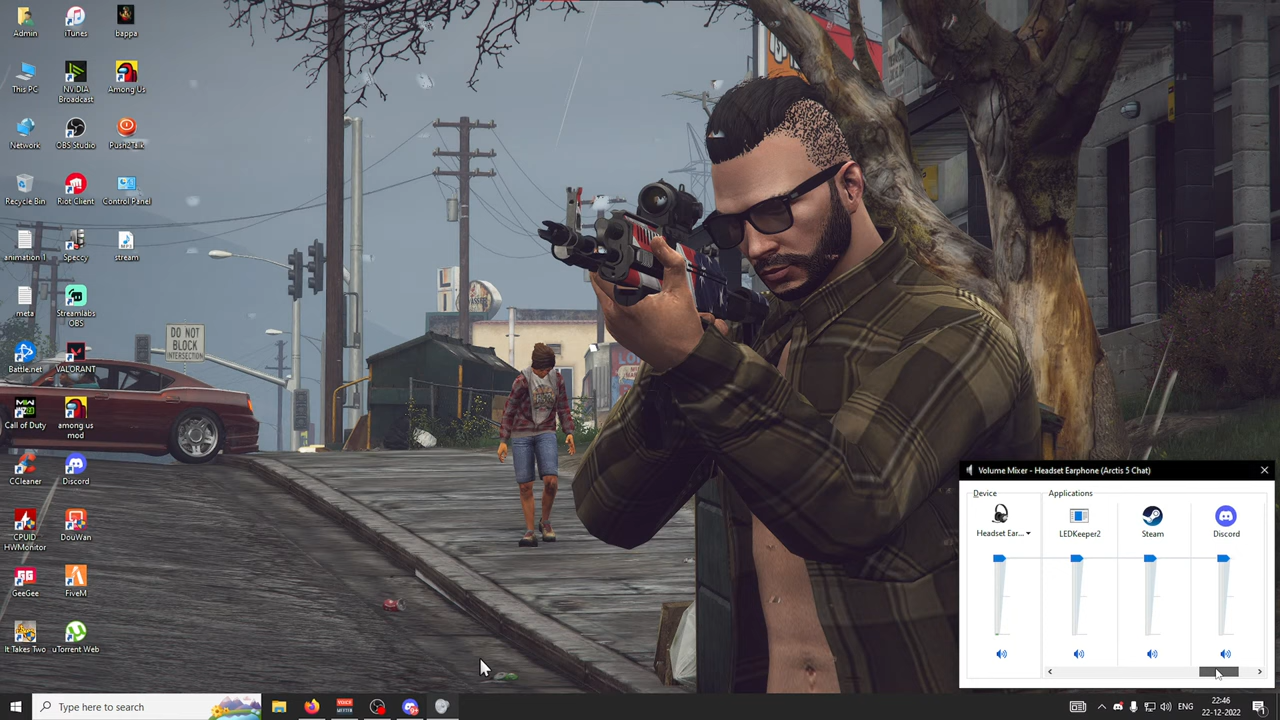 Admin
iTunes
bappa
This PC
NVIDIA
Broadcast
Among Us
Network
OBS Studio
Push2Talk
Recycle Bin
Riot Client
Control Panel
animation 1
Speccy
stream
meta
Streamlabs
OBS
Battle.net
VALORANT
Call of Duty
among us
mod
CCleaner
Discord
CPUID
HWMonitor
DouWan
GeeGee
FiveM
It Takes Two
uTorrent Web
DO NOT
BLOCK
INTERSECTION
Volume Mixer - Headset Earphone (Arctis 5 Chat)
Device
Applications
Headset Ear...
LEDKeeper2
Steam
Discord
Type here to search
ENG
22:46
22-12-2022